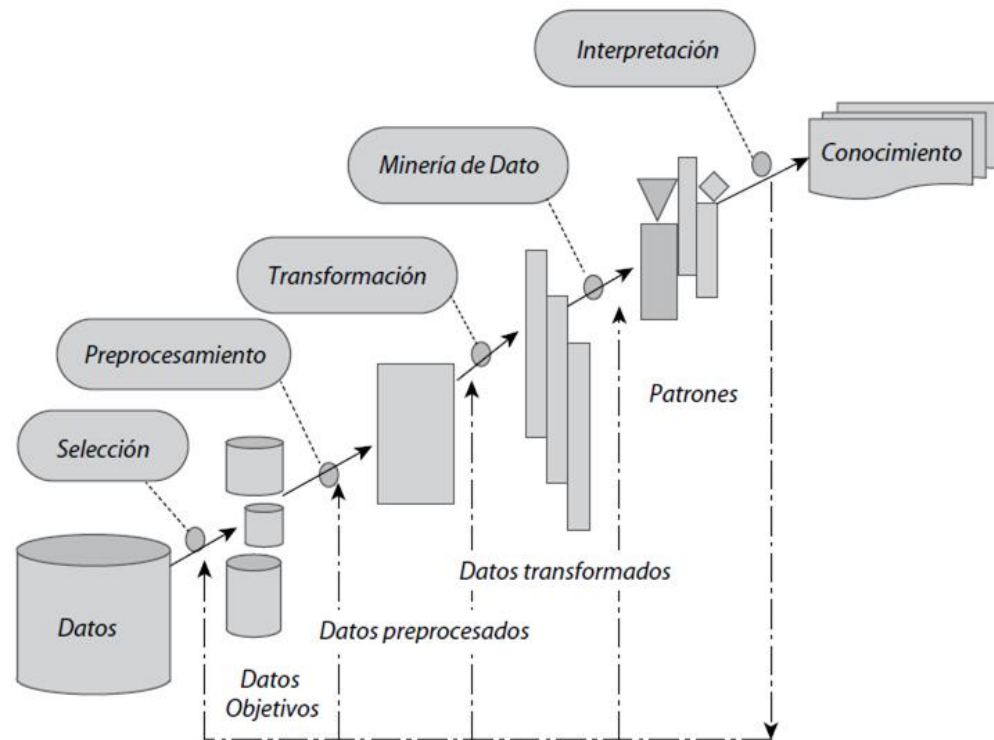 Interpretación
Conocimiento
Minería de Dato
Transformación
Preprocesamiento
Patrones
Selección
Datos transformados
Datos
Datos preprocesados
Datos
Objetivos